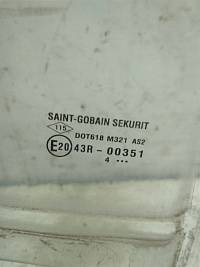 SAINT-GOBAIN SEKURIT
115 DOT618 M321 AS2
E20 43R - 00351
4 •••